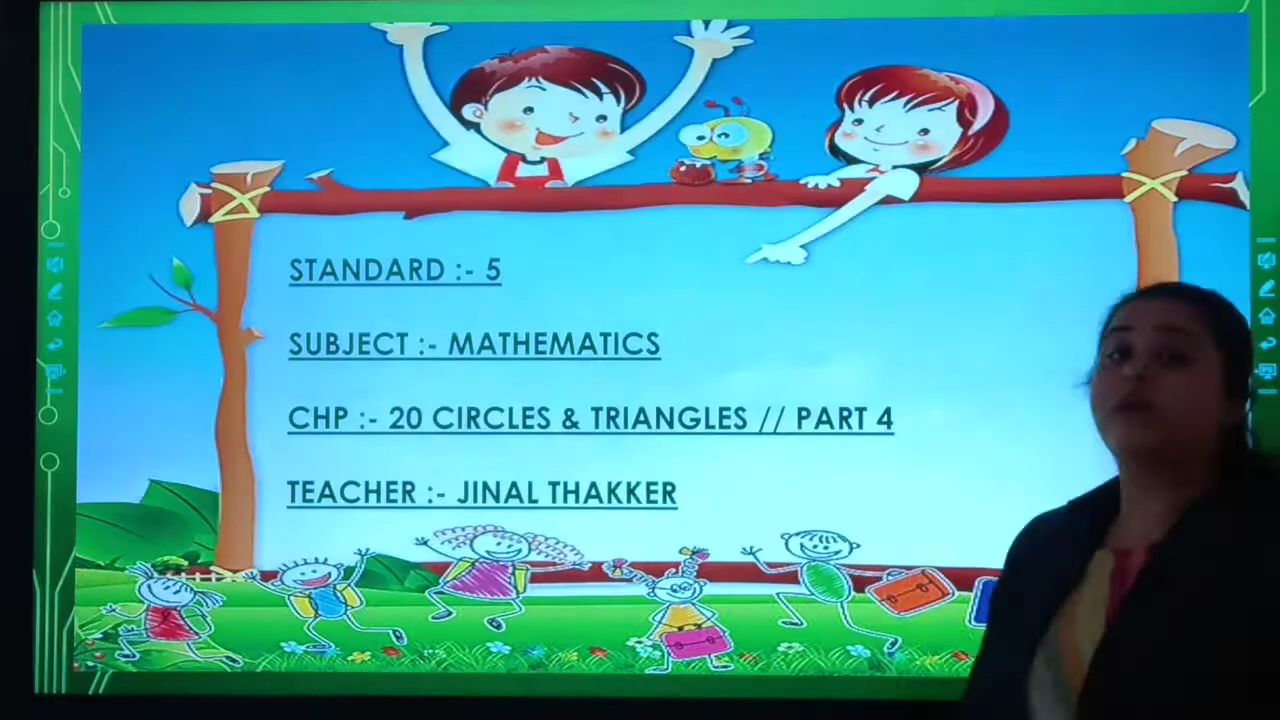 STANDARD :- 5
SUBJECT :- MATHEMATICS
CHP :- 20 CIRCLES & TRIANGLES // PART 4
TEACHER :- JINAL THAKKER